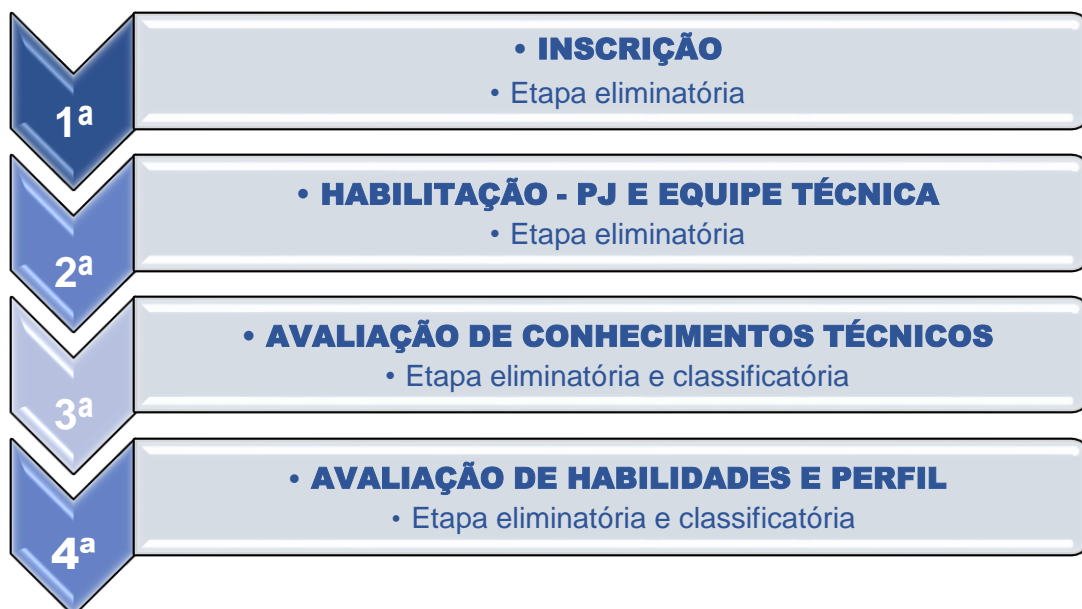 1ª
• INSCRIÇÃO
• Etapa eliminatória
2ª
• HABILITAÇÃO - PJ E EQUIPE TÉCNICA
• Etapa eliminatória
3ª
• AVALIAÇÃO DE CONHECIMENTOS TÉCNICOS
• Etapa eliminatória e classificatória
4ª
• AVALIAÇÃO DE HABILIDADES E PERFIL
• Etapa eliminatória e classificatória